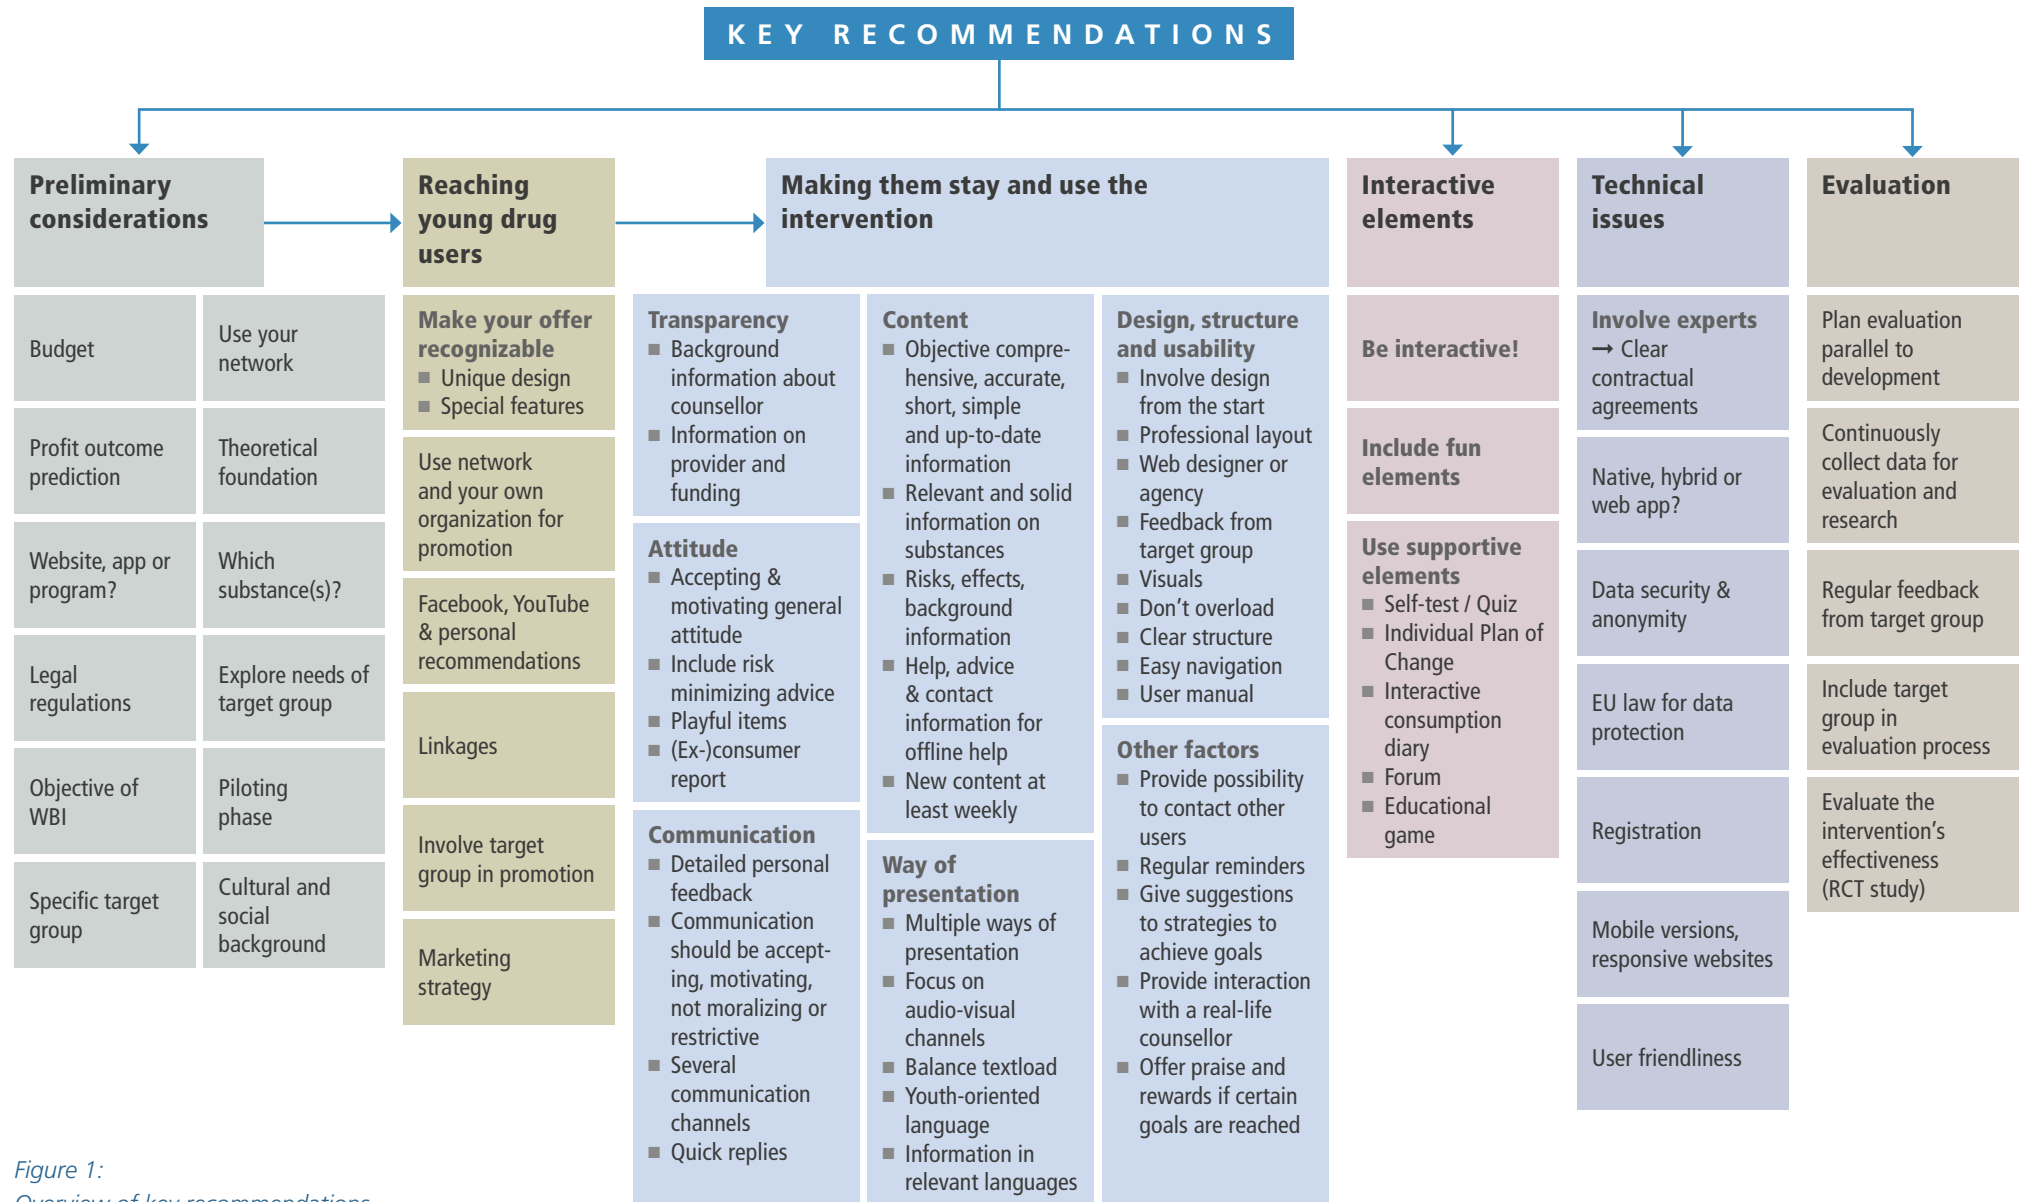 KEY RECOMMENDATIONS
Preliminary
considerations
Budget
Use your
network
Profit outcome
prediction
Theoretical
foundation
Website, app or
program?
Which
substance(s)?
Legal
regulations
Explore needs of
target group
Objective of
WBI
Piloting
phase
Specific target
group
Cultural and
social
background
Reaching
young drug
users
Make your offer
recognizable
■ Unique design
■ Special features
Use network
and your own
organization for
promotion
Facebook, YouTube
& personal
recommendations
Linkages
Involve target
group in promotion
Marketing
strategy
Making them stay and use the
intervention
Transparency
■ Background
information about
counsellor
■ Information on
provider and
funding
Attitude
■ Accepting &
motivating general
attitude
■ Include risk
minimizing advice
■ Playful items
■ (Ex-)consumer
report
Communication
■ Detailed personal
feedback
■ Communication
should be accept-
ing, motivating,
not moralizing or
restrictive
■ Several
communication
channels
■ Quick replies
Content
■ Objective compre-
hensive, accurate,
short, simple
and up-to-date
information
■ Relevant and solid
information on
substances
■ Risks, effects,
background
information
■ Help, advice
& contact
information for
offline help
■ New content at
least weekly
Way of
presentation
■ Multiple ways of
presentation
■ Focus on
audio-visual
channels
■ Balance textload
■ Youth-oriented
language
■ Information in
relevant languages
Design, structure
and usability
■ Involve design
from the start
■ Professional layout
■ Web designer or
agency
■ Feedback from
target group
■ Visuals
■ Don’t overload
■ Clear structure
■ Easy navigation
■ User manual
Other factors
■ Provide possibility
to contact other
users
■ Regular reminders
■ Give suggestions
to strategies to
achieve goals
■ Provide interaction
with a real-life
counsellor
■ Offer praise and
rewards if certain
goals are reached
Interactive
elements
Be interactive!
Include fun
elements
Use supportive
elements
■ Self-test / Quiz
■ Individual Plan of
Change
■ Interactive
consumption
diary
■ Forum
■ Educational
game
Technical
issues
Involve experts
→ Clear
contractual
agreements
Native, hybrid or
web app?
Data security &
anonymity
EU law for data
protection
Registration
Mobile versions,
responsive websites
User friendliness
Evaluation
Plan evaluation
parallel to
development
Continuously
collect data for
evaluation and
research
Regular feedback
from target group
Include target
group in
evaluation process
Evaluate the
intervention’s
effectiveness
(RCT study)
Figure 1:
Overview of key recommendations